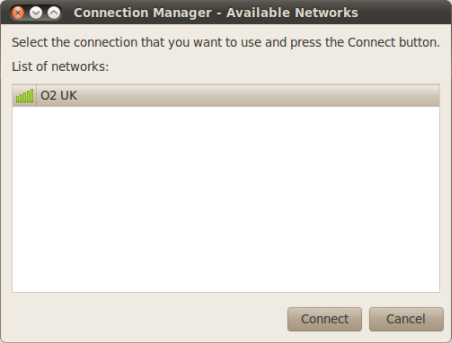 Connection Manager - Available Networks
Select the connection that you want to use and press the Connect button.
List of networks:
O2 UK
Connect Cancel